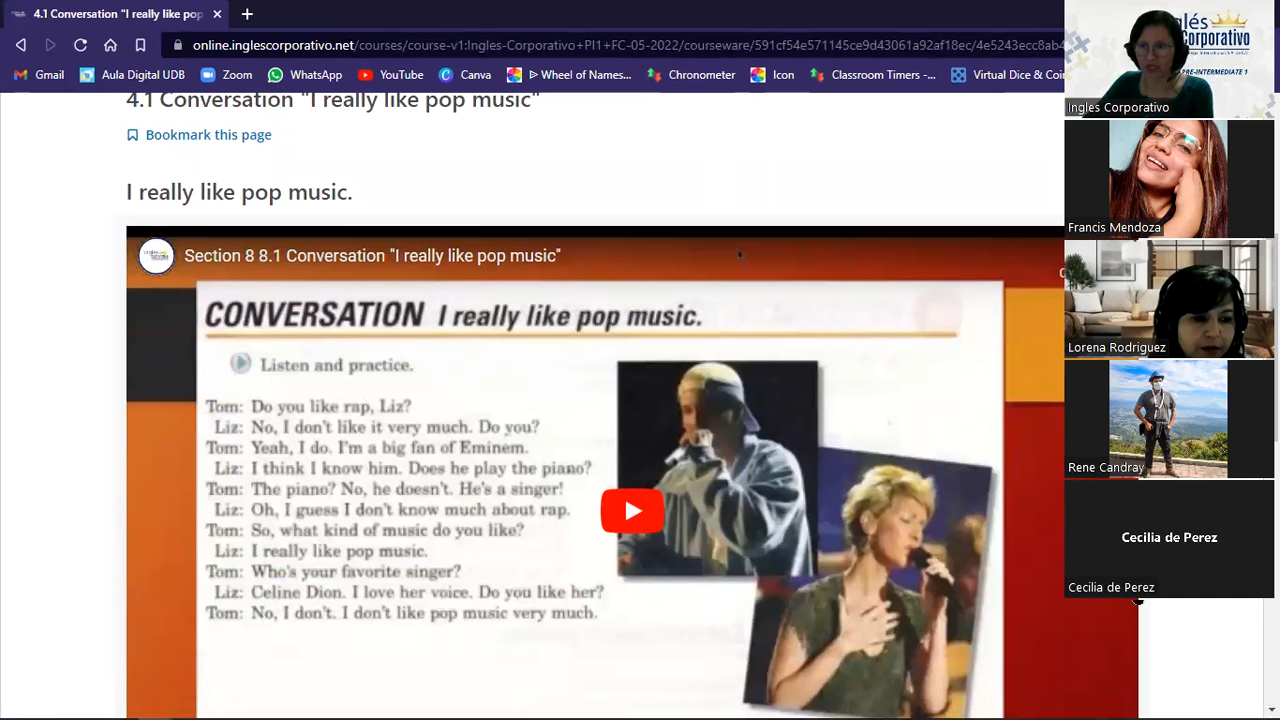 4.1 Conversation "I really like pop
online.inglescorporativo.net/courses/course-v1:Ingles-Corporativo+PI1+FC-05-2022/courseware/591cf54e571145ce9d43061a92af18ec/4e5243ecc8ab4
Gmail
Aula Digital UDB
Zoom
WhatsApp
YouTube
Canva
ᐅ Wheel of Names...
Chronometer
Icon
Classroom Timers -...
Virtual Dice & Coin
4.1 Conversation "I really like pop music"
Bookmark this page
I really like pop music.
Section 8 8.1 Conversation "I really like pop music"
CONVERSATION I really like pop music.
Listen and practice.
Tom: Do you like rap, Liz?
Liz: No, I don't like it very much. Do you?
Tom: Yeah, I do. I'm a big fan of Eminem.
Liz: I think I know him. Does he play the piano?
Tom: The piano? No, he doesn't. He's a singer!
Liz: Oh, I guess I don't know much about rap.
Tom: So, what kind of music do you like?
Liz: I really like pop music.
Tom: Who's your favorite singer?
Liz: Celine Dion. I love her voice. Do you like her?
Tom: No, I don't. I don't like pop music very much.
glés
Corporativo
PRE-INTERMEDIATE 1
Ingles Corporativo
Francis Mendoza
Lorena Rodriguez
Rene Candray
Cecilia de Perez
Cecilia de Perez